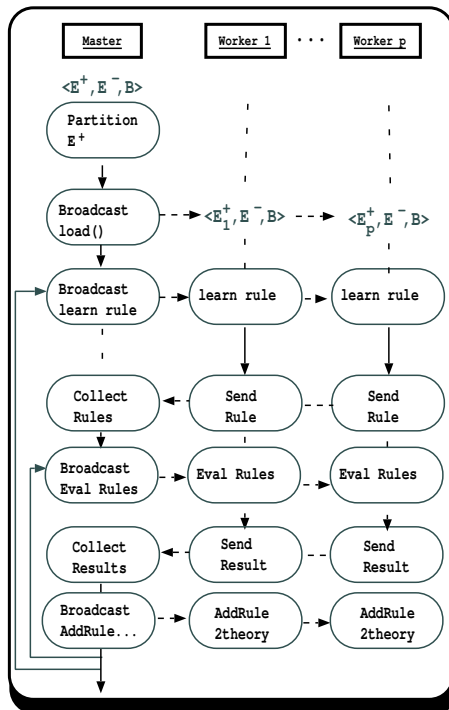 Master Worker 1 ... Worker p
<E+,E-,B>
Partition
E+
Broadcast
load()
<E1+,E-,B> <Ep+,E-,B>
Broadcast
learn rule
learn rule learn rule
Collect
Rules
Send
Rule
Send
Rule
Broadcast
Eval Rules
Eval Rules Eval Rules
Collect
Results
Send
Result
Send
Result
Broadcast
AddRule...
AddRule
2theory
AddRule
2theory